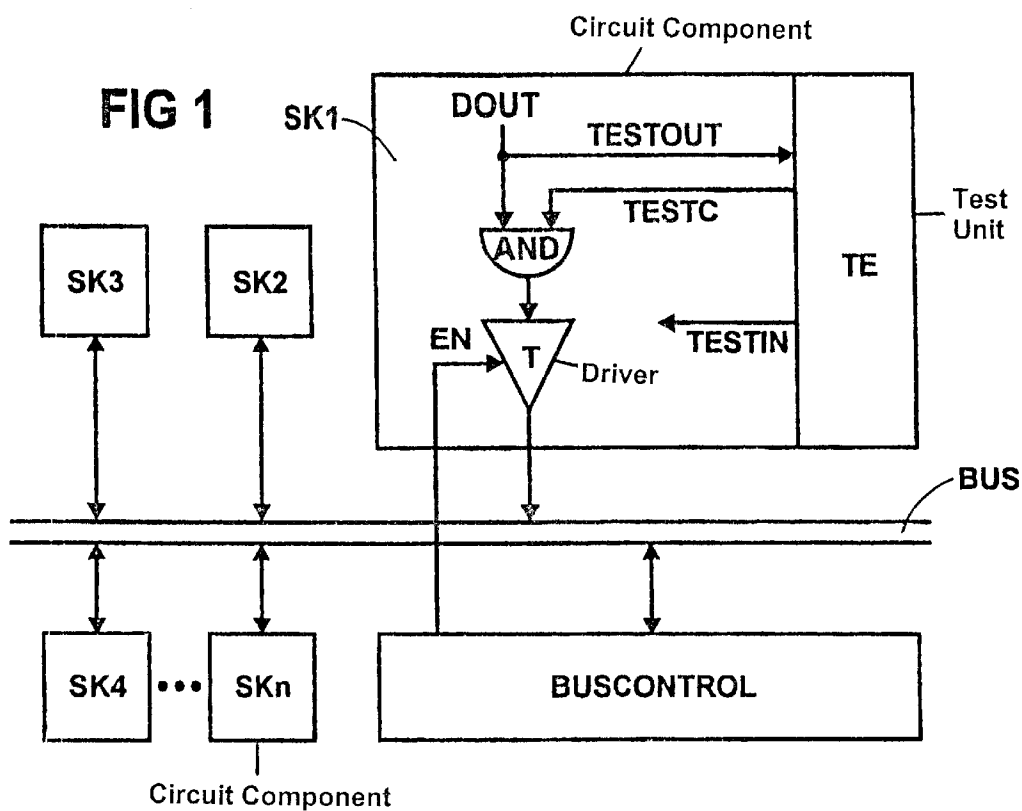 Circuit Component
FIG 1
SK1
DOUT
TESTOUT
TESTC
Test
Unit
AND
TE
SK3
SK2
EN
TESTIN
T
Driver
BUS
SK4
•••
SKn
BUSCONTROL
Circuit Component